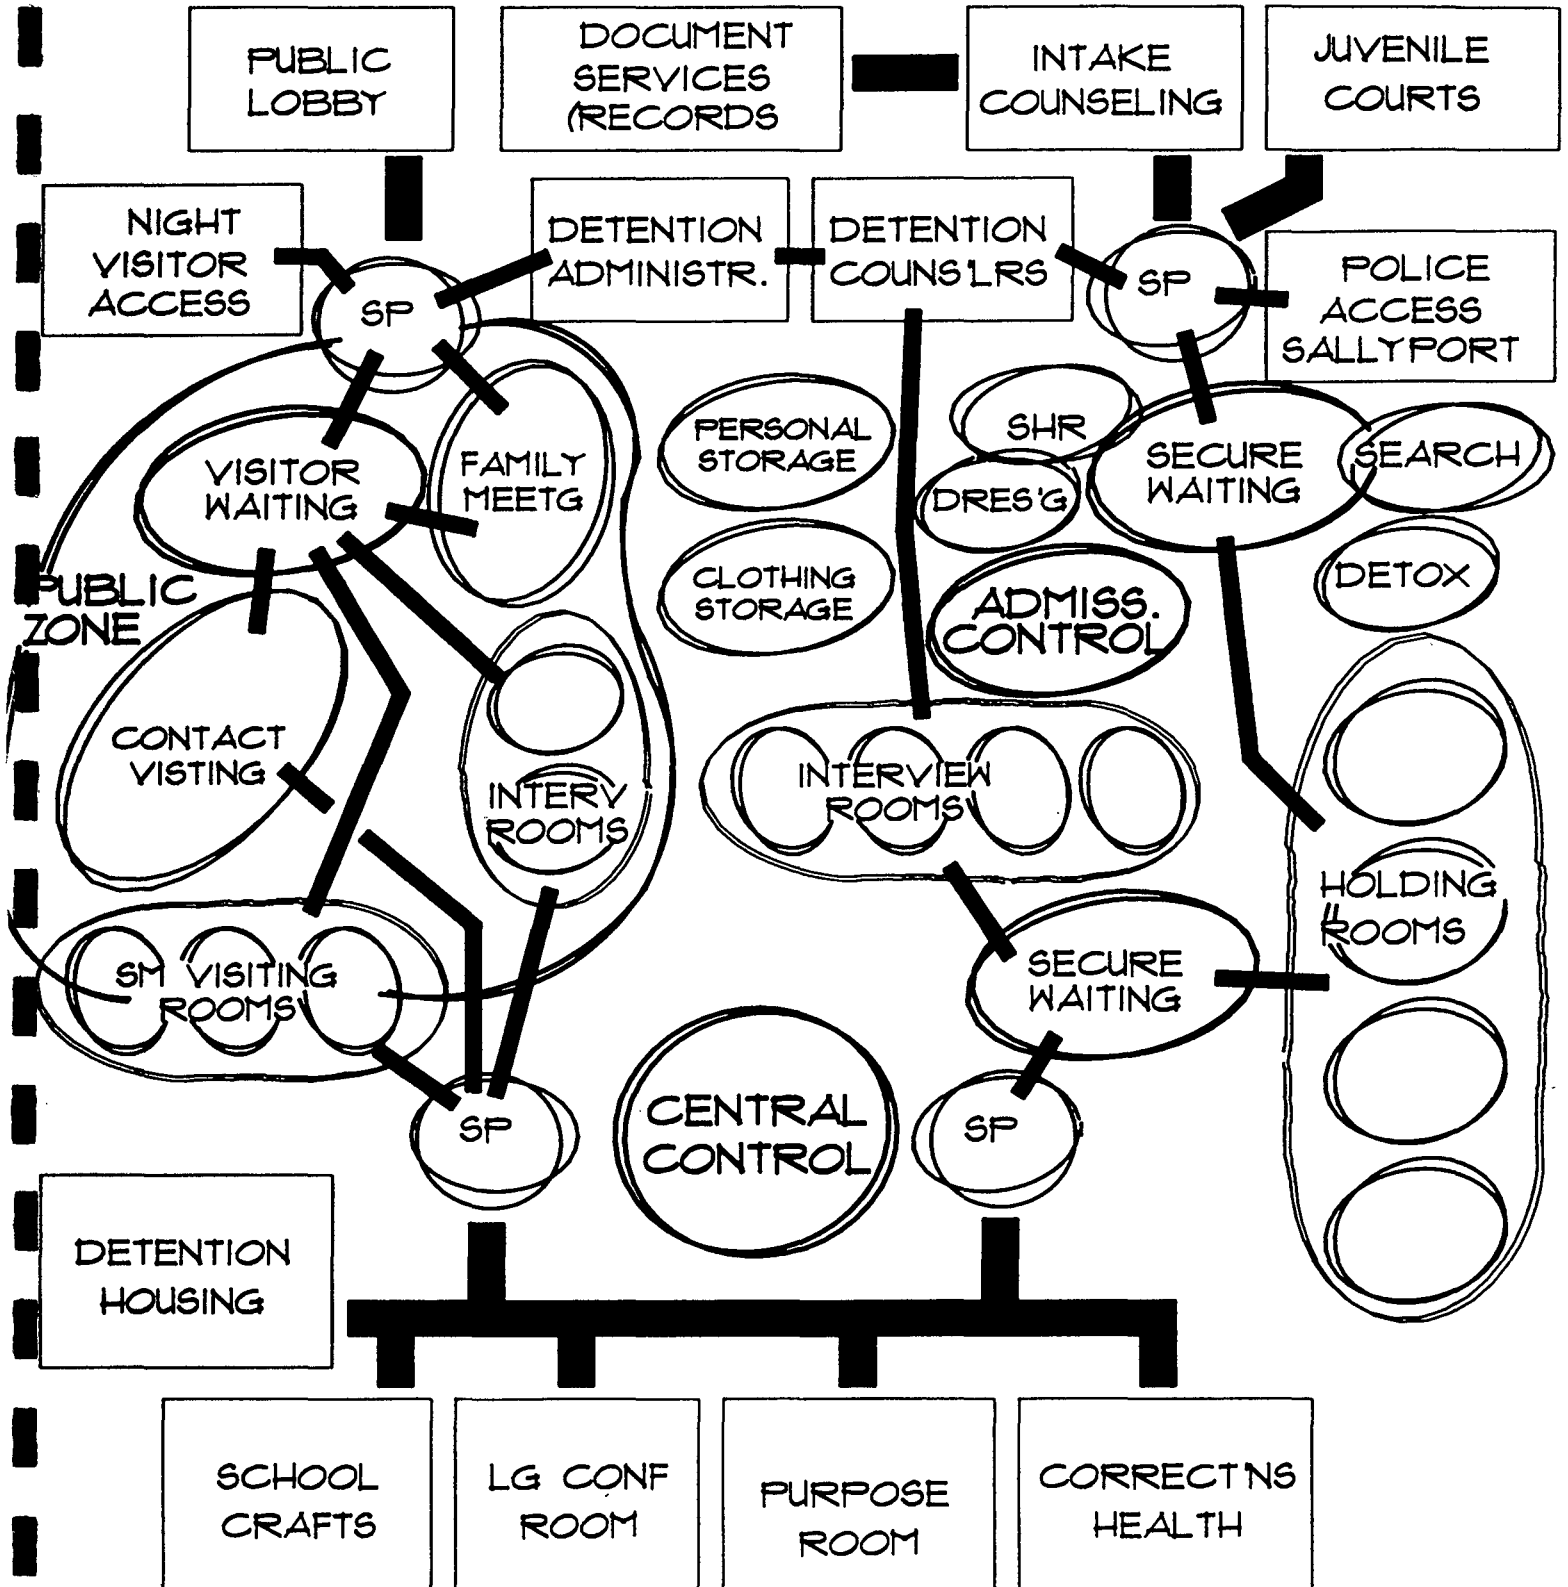 PUBLIC
LOBBY
DOCUMENT
SERVICES
(RECORDS
INTAKE
COUNSELING
JUVENILE
COURTS
NIGHT
VISITOR
ACCESS
SP
DETENTION
ADMINISTR.
DETENTION
COUNS'LRS
SP
POLICE
ACCESS
SALLYPORT
VISITOR
WAITING
FAMILY
MEETG
PERSONAL
STORAGE
SHR
DRES'G
SECURE
WAITING
SEARCH
CLOTHING
STORAGE
ADMISS.
CONTROL
DETOX
PUBLIC
ZONE
CONTACT
VISTING
INTERV
ROOMS
INTERVIEW
ROOMS
HOLDING
ROOMS
SM VISITING
ROOMS
SECURE
WAITING
SP
CENTRAL
CONTROL
SP
DETENTION
HOUSING
SCHOOL
CRAFTS
LG CONF
ROOM
PURPOSE
ROOM
CORRECT'NS
HEALTH